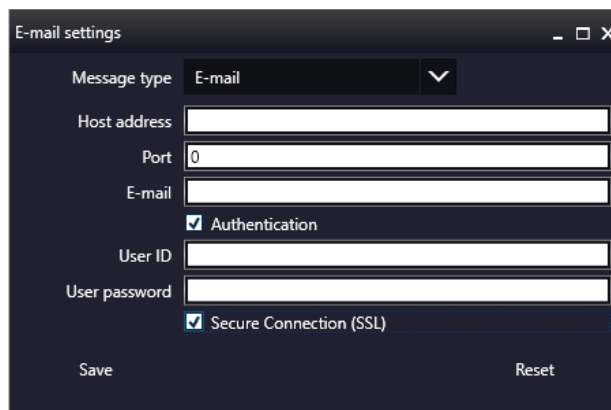 E-mail settings
Message type E-mail
Host address
Port 0
E-mail
Authentication
User ID
User password
Secure Connection (SSL)
Save Reset